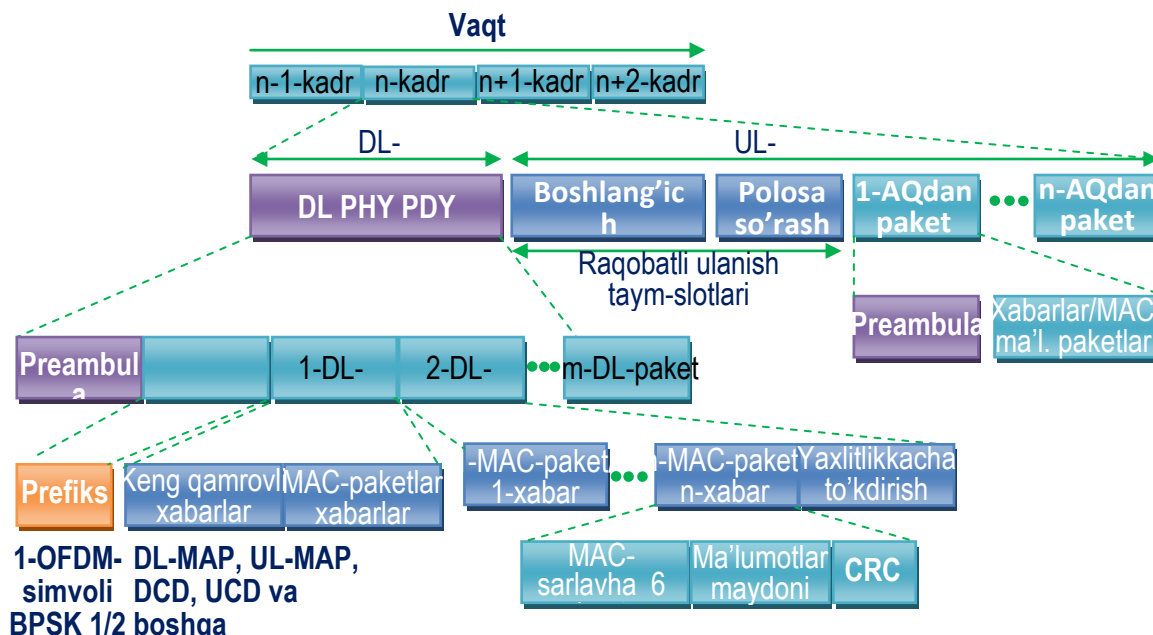 Vaqt
n-1-kadr n-kadr n+1-kadr n+2-kadr
DL- UL-
DL PHY PDY
Boshlang'ic
h
Polosa
so'rash
1-AQdan
paket
n-AQdan
paket
Raqobatli ulanish
taym-slotlari
Preambula
Xabarlar/MAC
ma'l. paketlar
Preambul
a
1-DL- 2-DL- m-DL-paket
Prefiks
Keng qamrovli
xabarlar
MAC-paketlar
xabarlar
-MAC-paket
1-xabar
n-MAC-paket
n-xabar
Yaxlitlikkacha
to'kdirish
1-OFDM-
simvoli
BPSK 1/2
DL-MAP, UL-MAP,
DCD, UCD va
boshqa
MAC-
sarlavha 6
Ma'lumotlar
maydoni
CRC